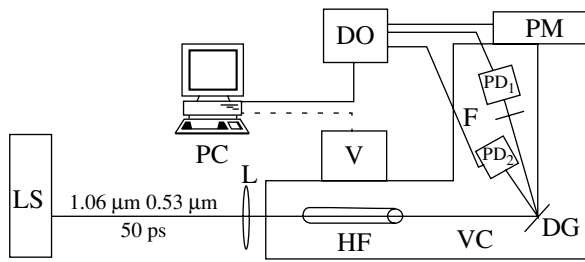 DO
PM
PD1
F
PD2
PC
V
LS
1.06 µm 0.53 µm
50 ps
L
HF
VC
DG